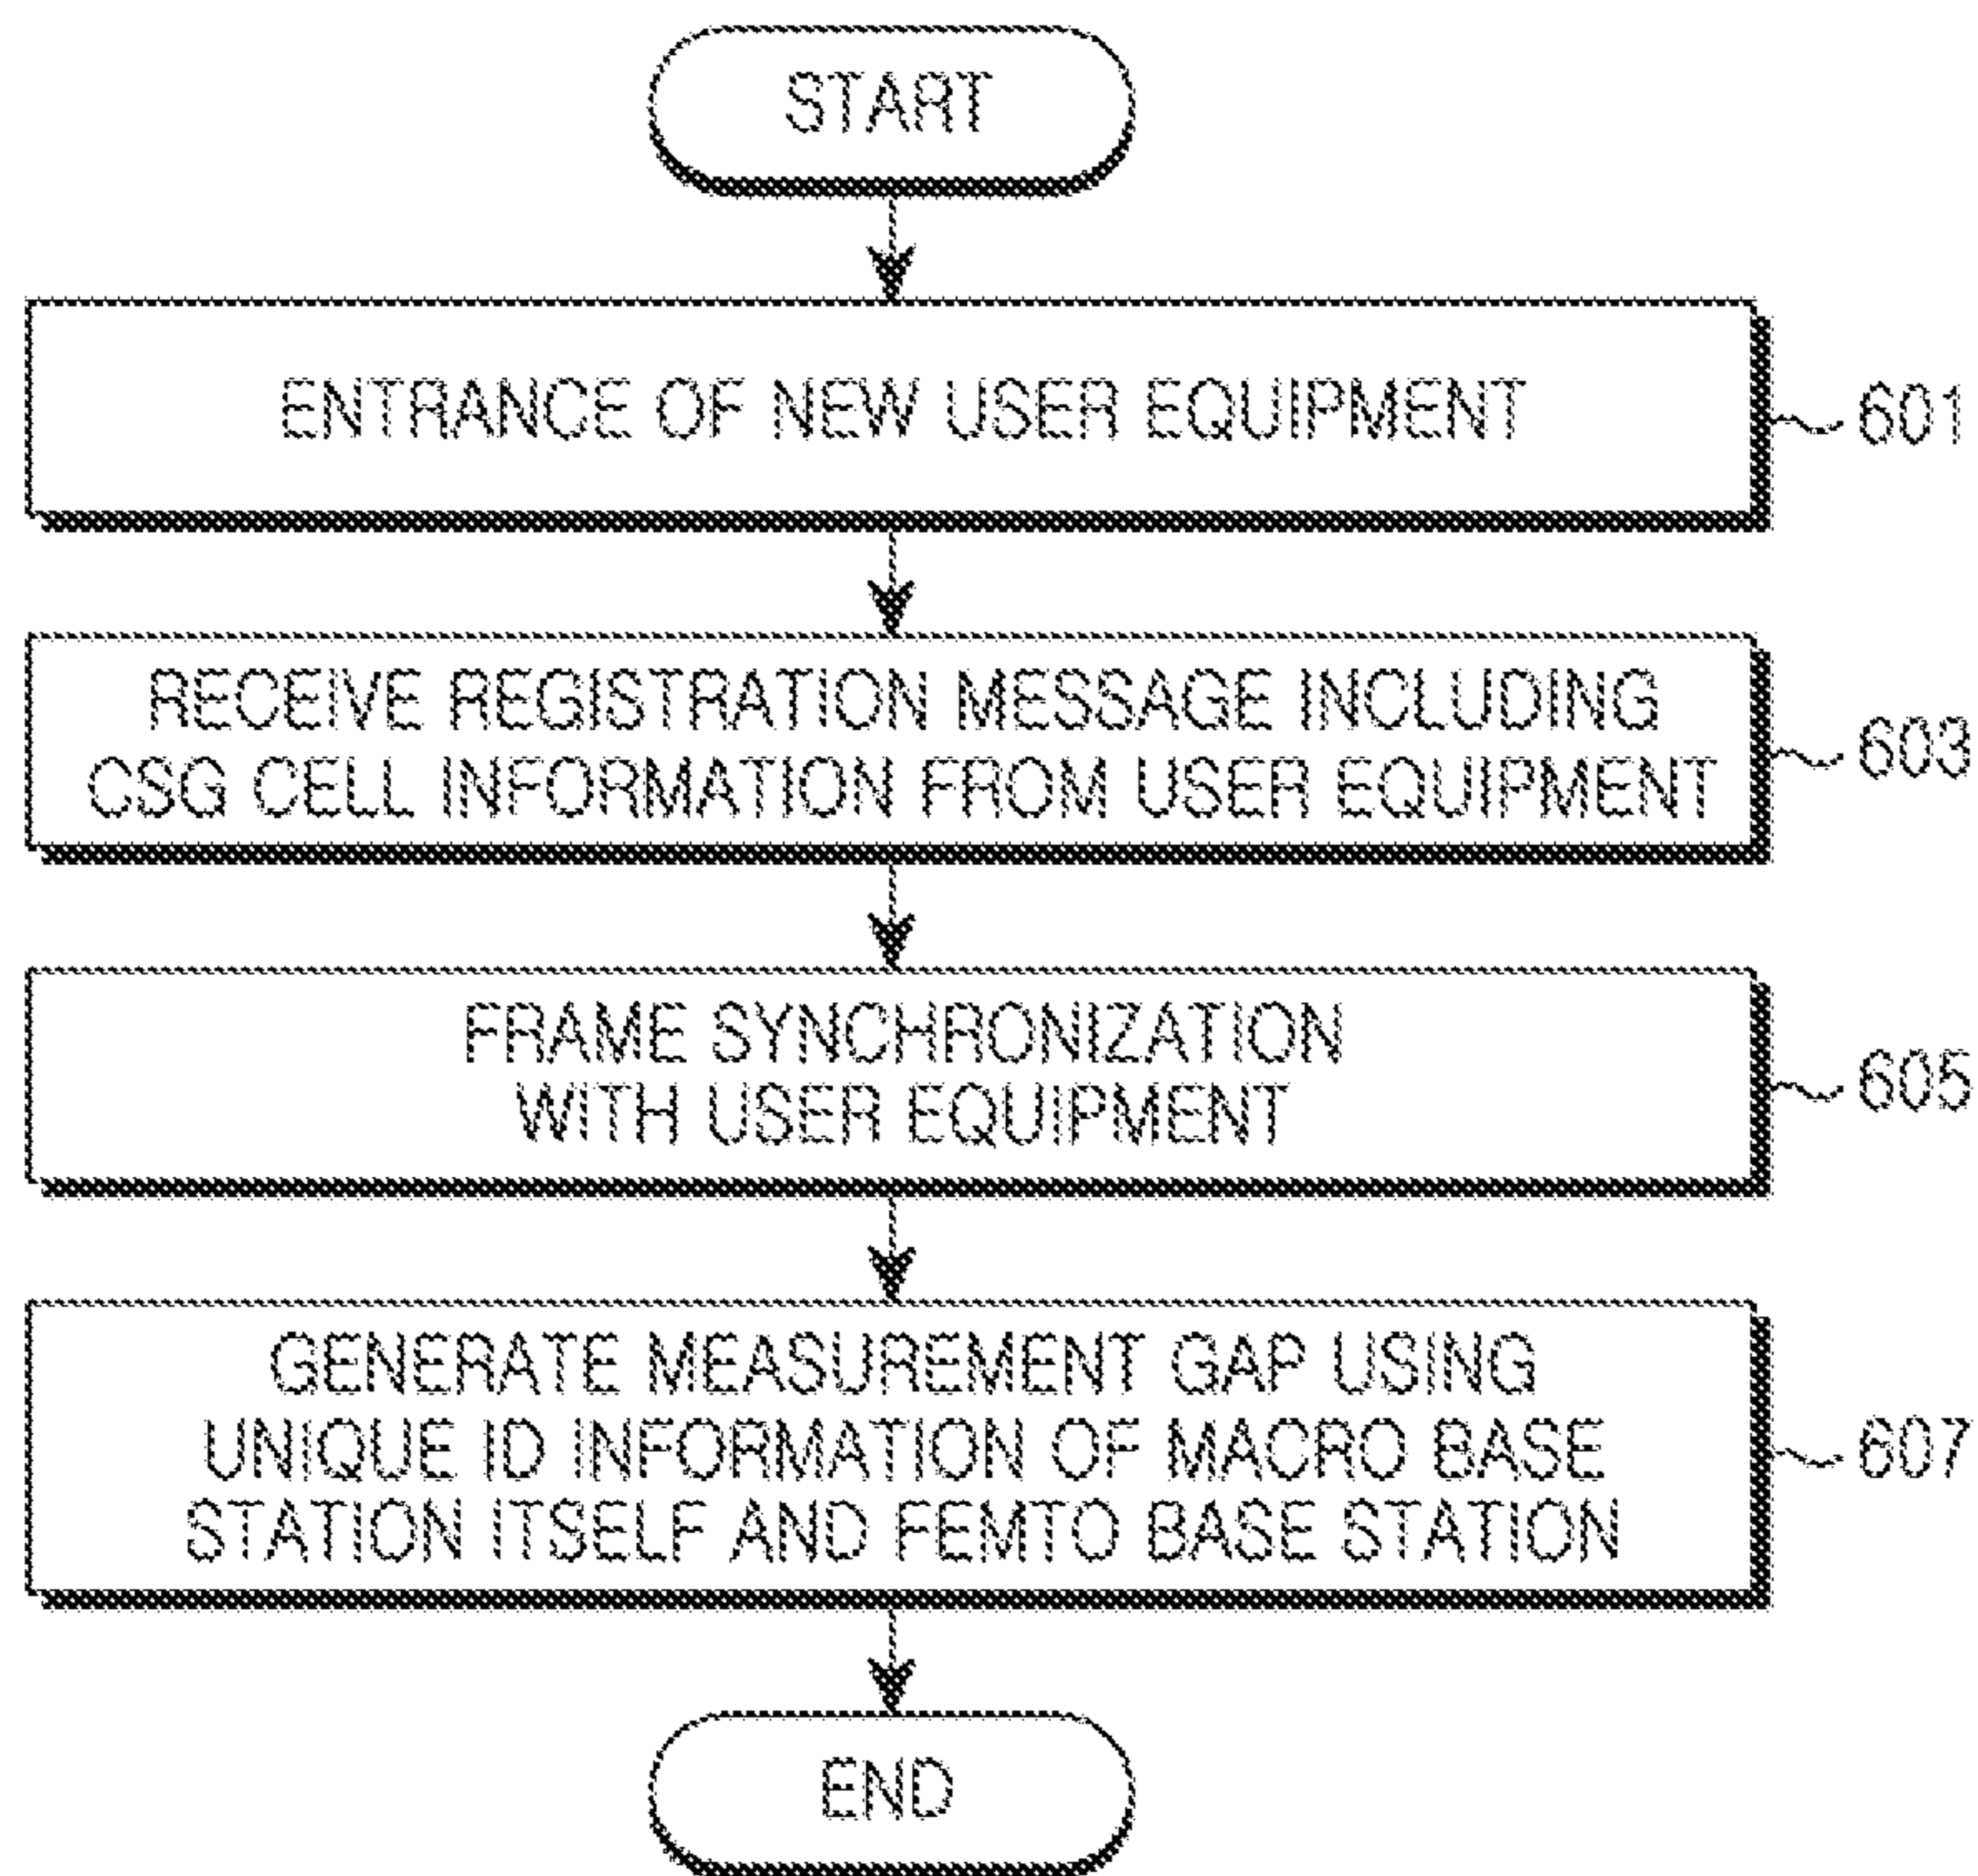 START
ENTRANCE OF NEW USER EQUIPMENT
601
RECEIVE REGISTRATION MESSAGE INCLUDING
CSG CELL INFORMATION FROM USER EQUIPMENT
603
FRAME SYNCHRONIZATION
WITH USER EQUIPMENT
605
GENERATE MEASUREMENT GAP USING
UNIQUE ID INFORMATION OF MACRO BASE
STATION ITSELF AND FEMTO BASE STATION
607
END